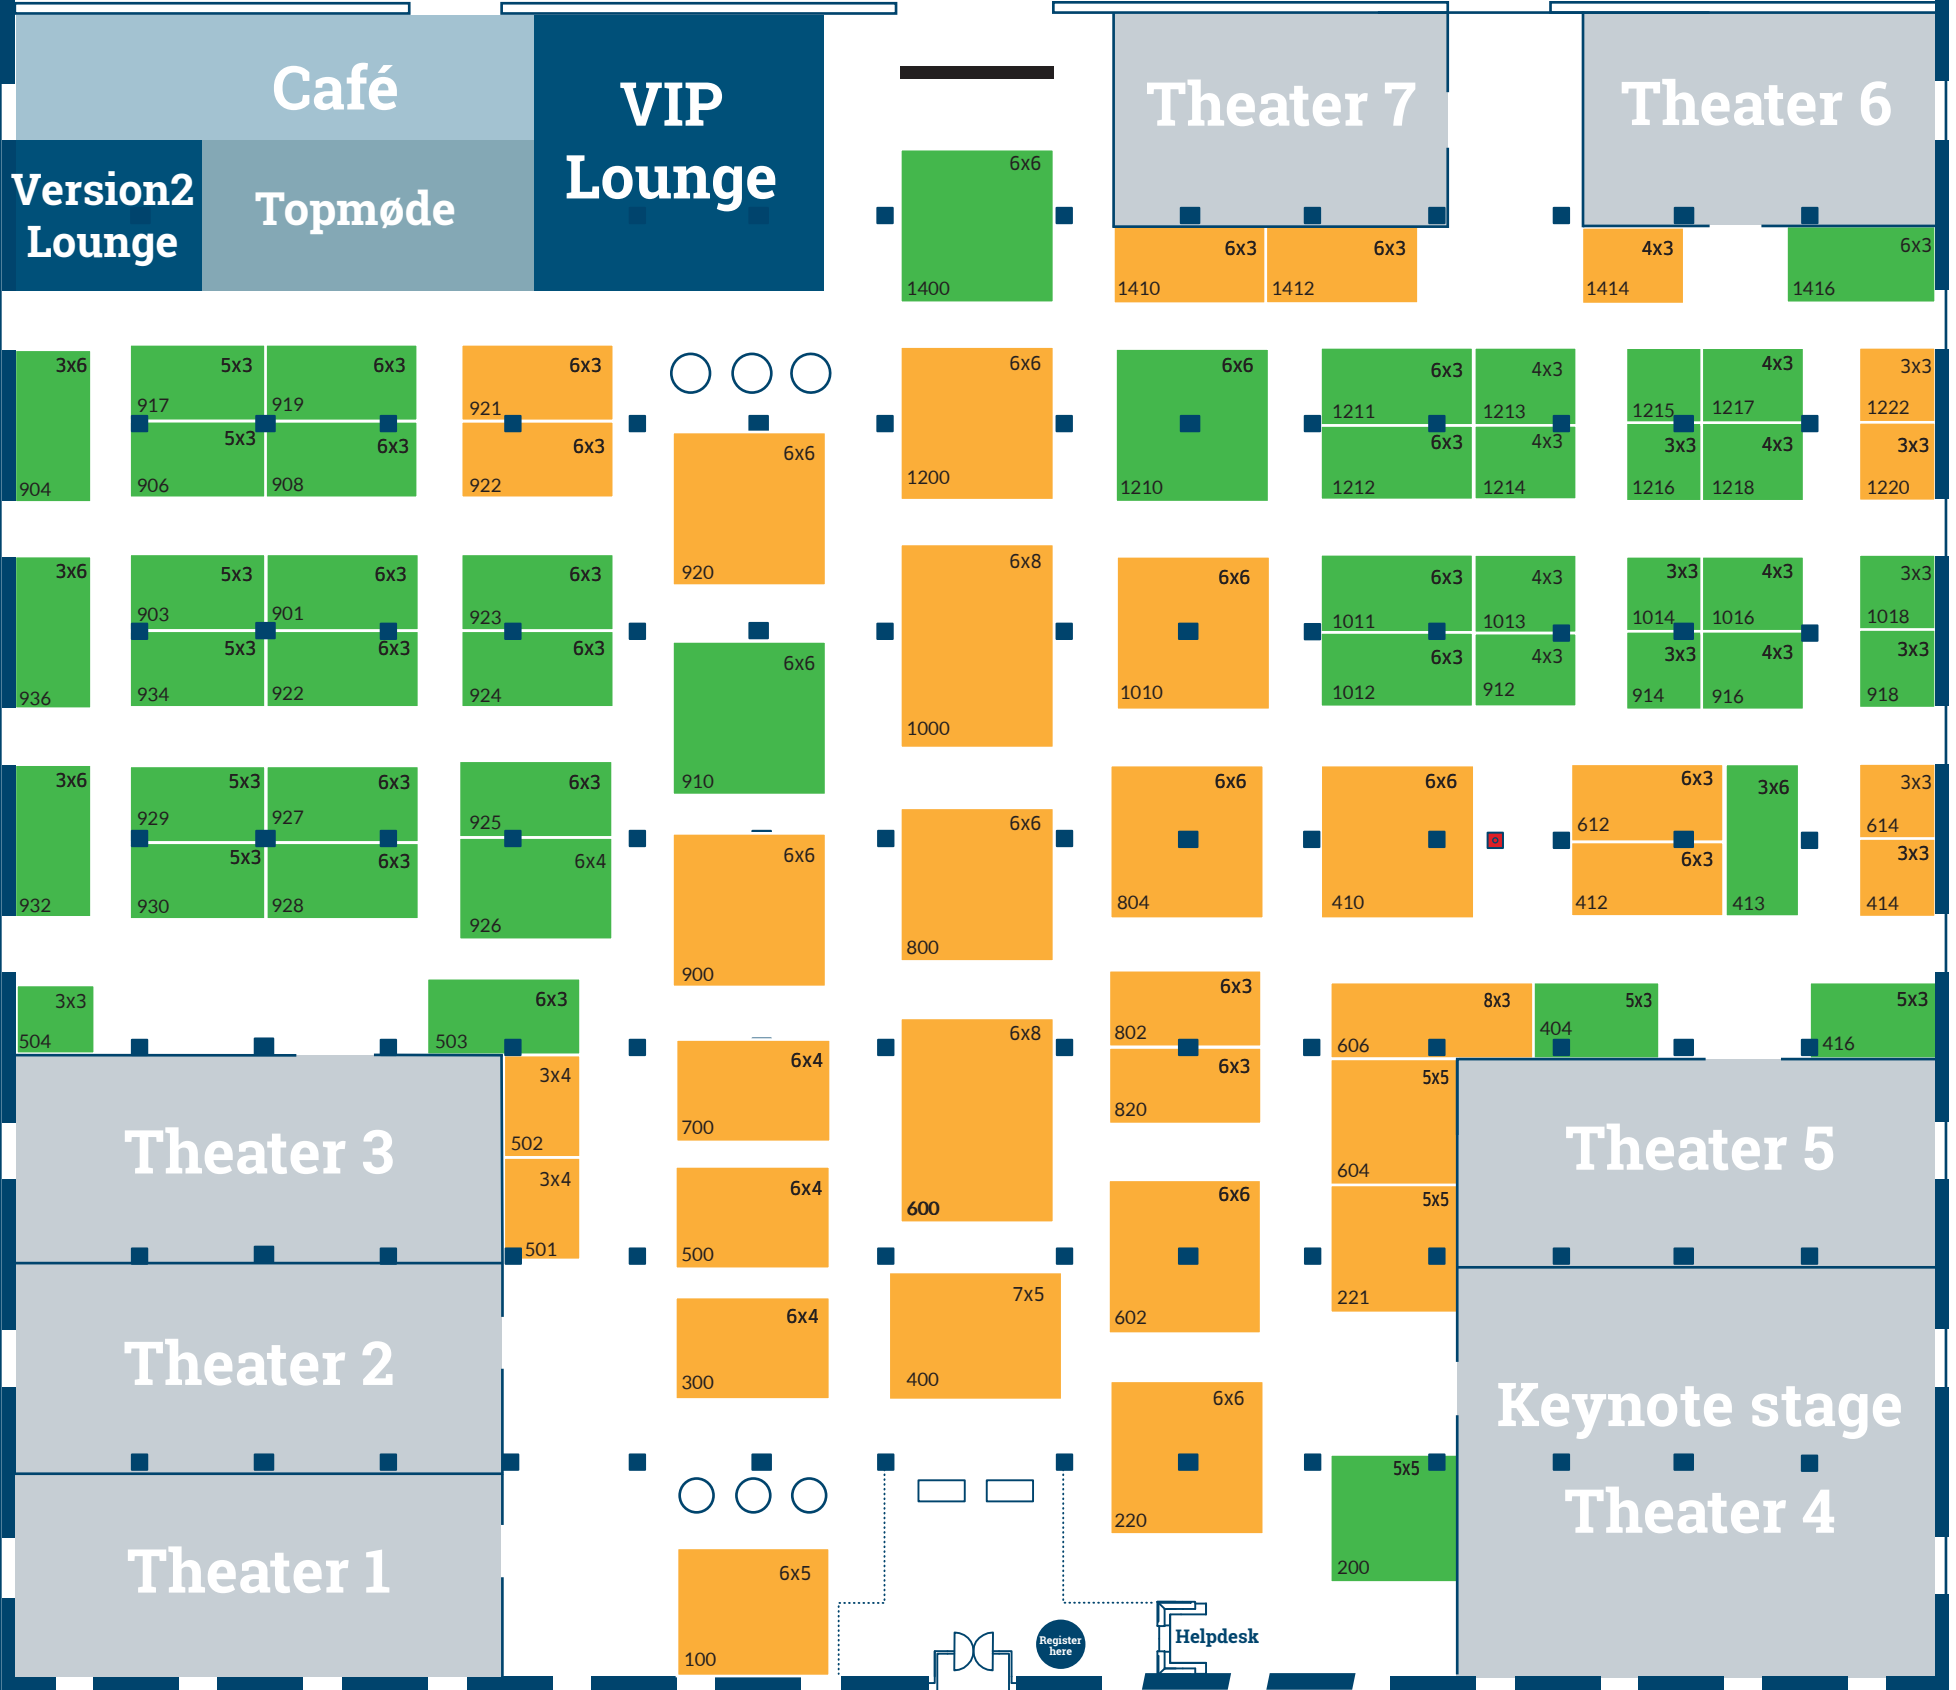 Café
VIP
Lounge
Version2
Lounge
Topmøde
Theater 7
Theater 6
6x6
1400
6x3
1410
6x3
1412
4x3
1414
6x3
1416
3x6
904
5x3
917
6x3
919
5x3
906
6x3
908
6x3
921
6x3
922
6x6
920
6x6
1200
6x6
1210
6x3
1211
4x3
1213
6x3
1212
4x3
1214
1215
4x3
1217
3x3
1216
4x3
1218
3x3
1222
3x3
1220
3x6
936
5x3
903
6x3
901
5x3
934
6x3
922
6x3
923
6x3
924
6x6
910
6x8
1000
6x6
1010
6x3
1011
4x3
1013
6x3
1012
4x3
912
3x3
1014
4x3
1016
3x3
914
4x3
916
3x3
1018
3x3
918
3x6
932
5x3
929
6x3
927
5x3
930
6x3
928
6x3
925
6x4
926
6x6
900
6x6
800
6x6
804
6x6
410
6x3
612
6x3
412
3x6
413
3x3
614
3x3
414
3x3
504
6x3
503
3x4
502
3x4
501
6x4
700
6x4
500
6x4
300
6x8
600
7x5
400
6x3
802
6x3
820
6x6
602
6x6
220
8x3
606
5x3
404
5x3
416
5x5
604
5x5
221
5x5
200
Theater 3
Theater 2
Theater 1
Theater 5
Keynote stage
Theater 4
6x5
100
Register
here
Helpdesk